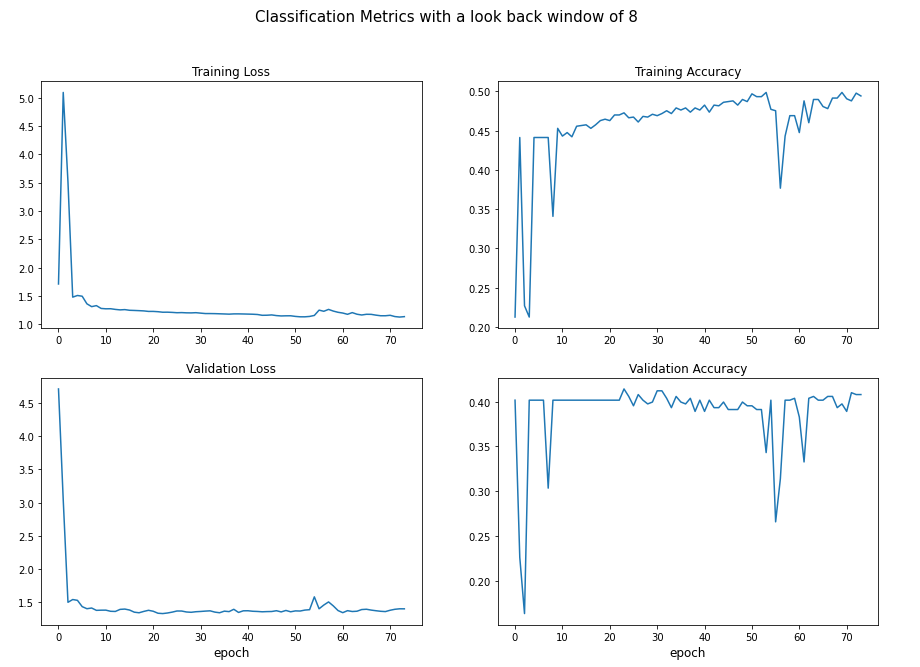 Classification Metrics with a look back window of 8
Training Loss
5.0
4.5
4.0
3.5
3.0
2.5
2.0
1.5
1.0
0 10 20 30 40 50 60 70
Training Accuracy
0.50
0.45
0.40
0.35
0.30
0.25
0.20
0 10 20 30 40 50 60 70
Validation Loss
4.5
4.0
3.5
3.0
2.5
2.0
1.5
0 10 20 30 40 50 60 70
epoch
Validation Accuracy
0.40
0.35
0.30
0.25
0.20
0 10 20 30 40 50 60 70
epoch